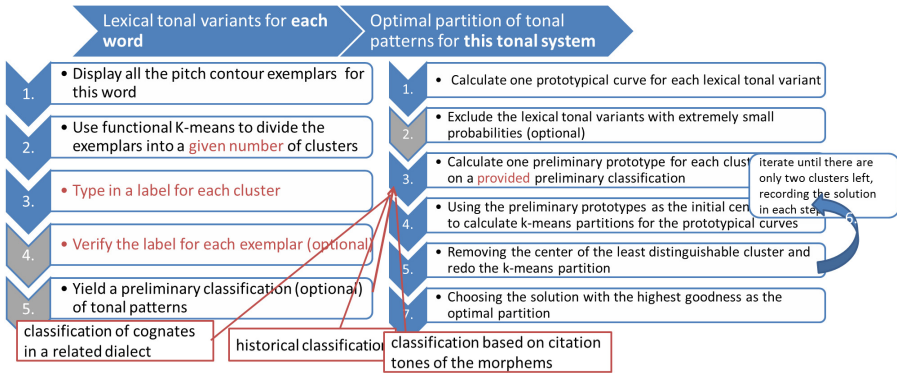 Lexical tonal variants for each
word
Optimal partition of tonal
patterns for this tonal system
1.
• Display all the pitch contour exemplars for
this word
2.
• Use functional K-means to divide the
exemplars into a given number of clusters
3.
• Type in a label for each cluster
4.
• Verify the label for each exemplar (optional)
5.
• Yield a preliminary classification (optional)
of tonal patterns
classification of cognates
in a related dialect
historical classification
classification based on citation
tones of the morphems
1.
• Calculate one prototypical curve for each lexical tonal variant
2.
• Exclude the lexical tonal variants with extremely small
probabilities (optional)
3.
• Calculate one preliminary prototype for each
on a provided preliminary classification
4.
• Using the preliminary prototypes as the initial
to calculate k-means partitions for the prototypical curves
5.
• Removing the center of the least distinguishable cluster and
redo the k-means partition
iterate until there are
only two clusters left,
recording the solution
in each step
6.
7.
• Choosing the solution with the highest goodness as the
optimal partition